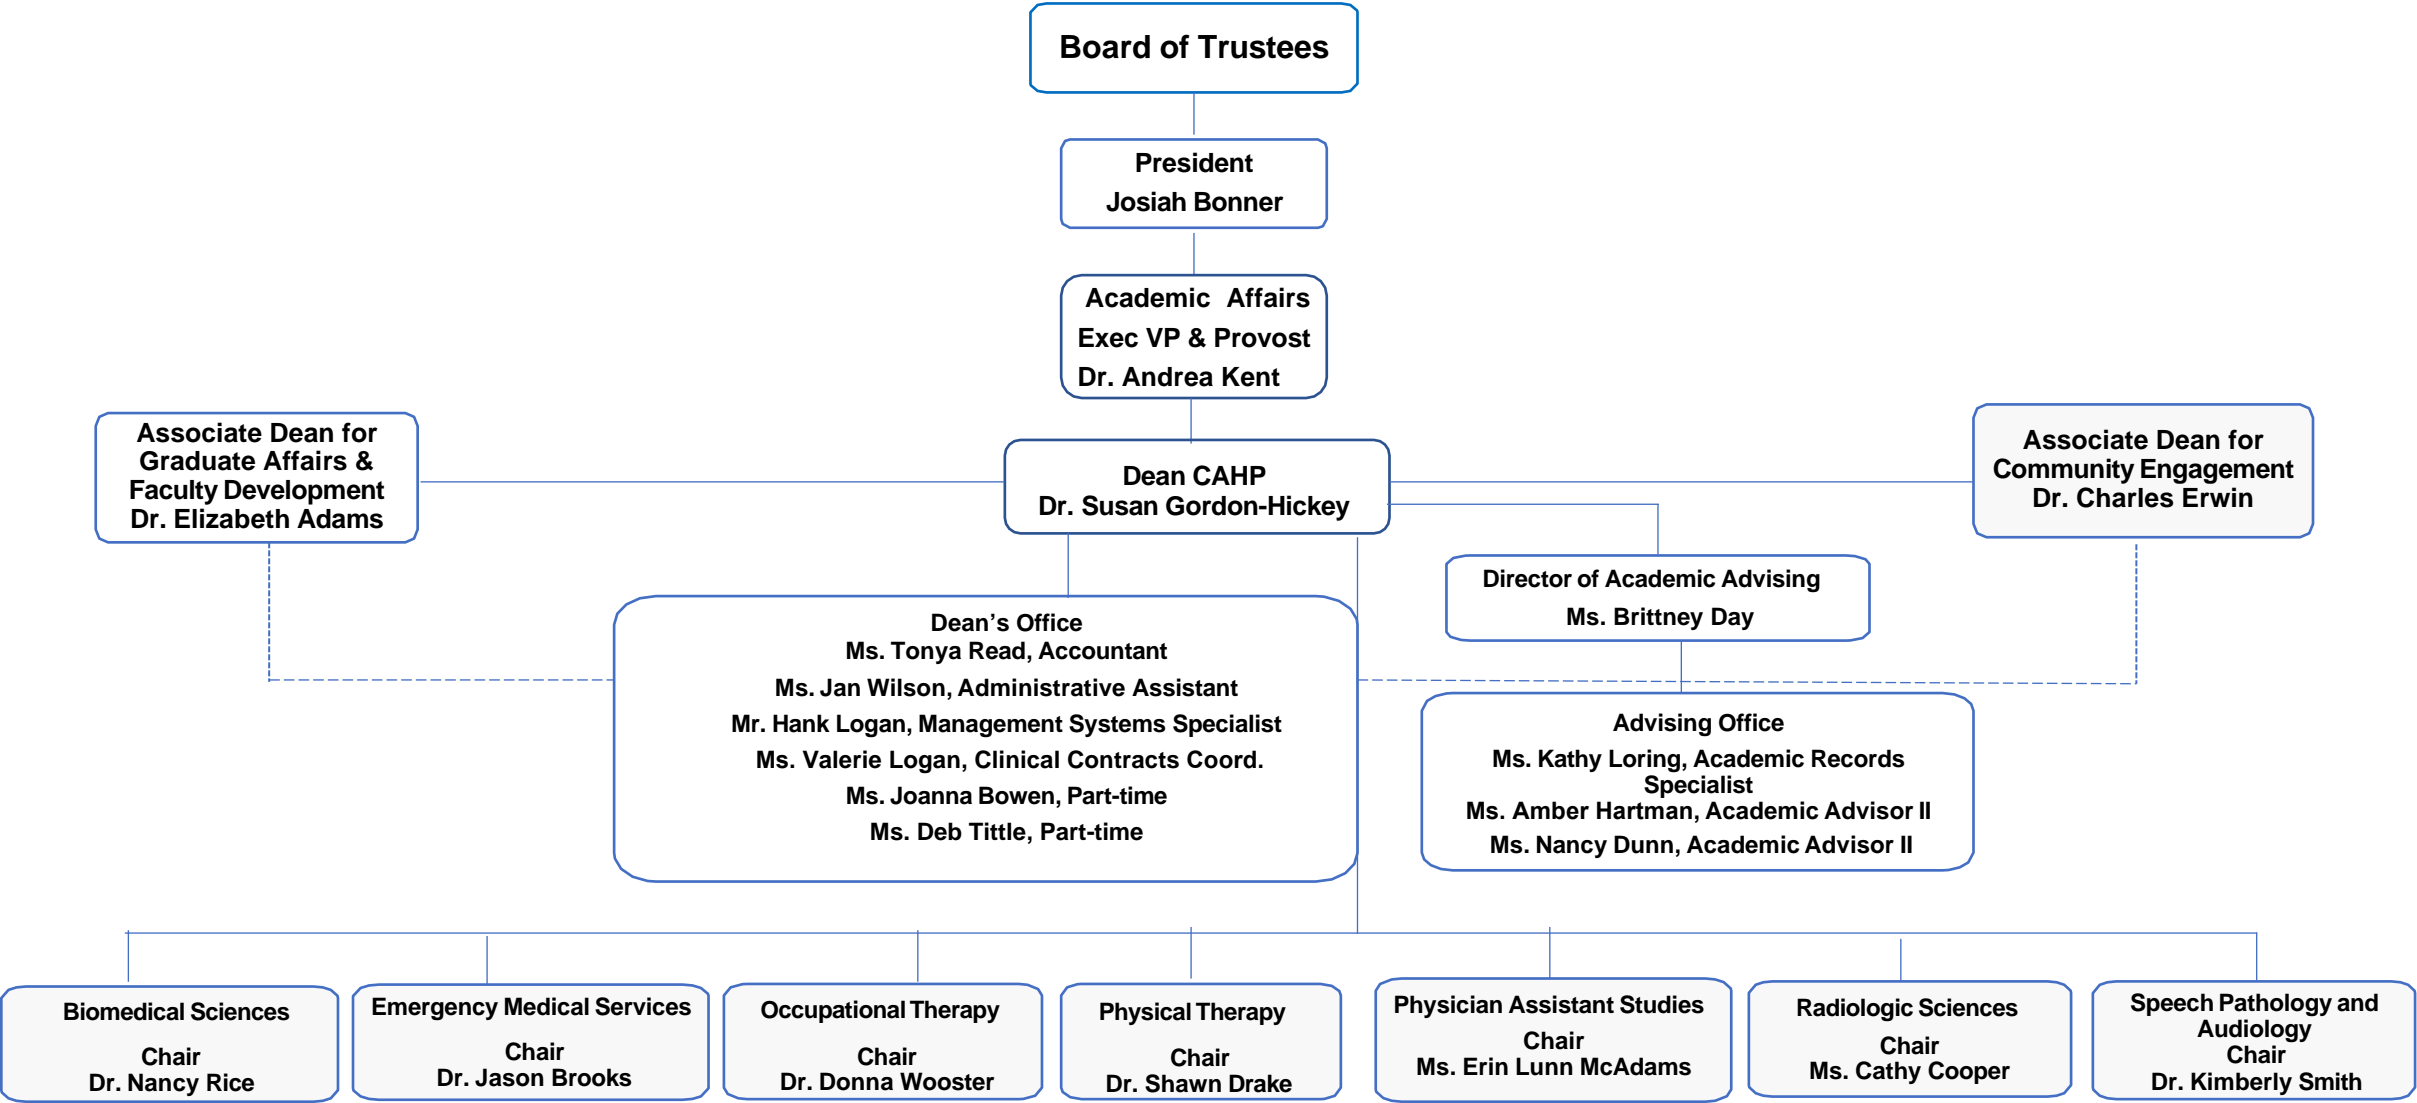 Board of Trustees
President
Josiah Bonner
Academic Affairs
Exec VP & Provost
Dr. Andrea Kent
Associate Dean for
Graduate Affairs &
Faculty Development
Dr. Elizabeth Adams
Dean CAHP
Dr. Susan Gordon-Hickey
Associate Dean for
Community Engagement
Dr. Charles Erwin
Director of Academic Advising
Ms. Brittney Day
Dean’s Office
Ms. Tonya Read, Accountant
Ms. Jan Wilson, Administrative Assistant
Mr. Hank Logan, Management Systems Specialist
Ms. Valerie Logan, Clinical Contracts Coord.
Ms. Joanna Bowen, Part-time
Ms. Deb Tittle, Part-time
Advising Office
Ms. Kathy Loring, Academic Records
Specialist
Ms. Amber Hartman, Academic Advisor II
Ms. Nancy Dunn, Academic Advisor II
Biomedical Sciences
Chair
Dr. Nancy Rice
Emergency Medical Services
Chair
Dr. Jason Brooks
Occupational Therapy
Chair
Dr. Donna Wooster
Physical Therapy
Chair
Dr. Shawn Drake
Physician Assistant Studies
Chair
Ms. Erin Lunn McAdams
Radiologic Sciences
Chair
Ms. Cathy Cooper
Speech Pathology and
Audiology
Chair
Dr. Kimberly Smith